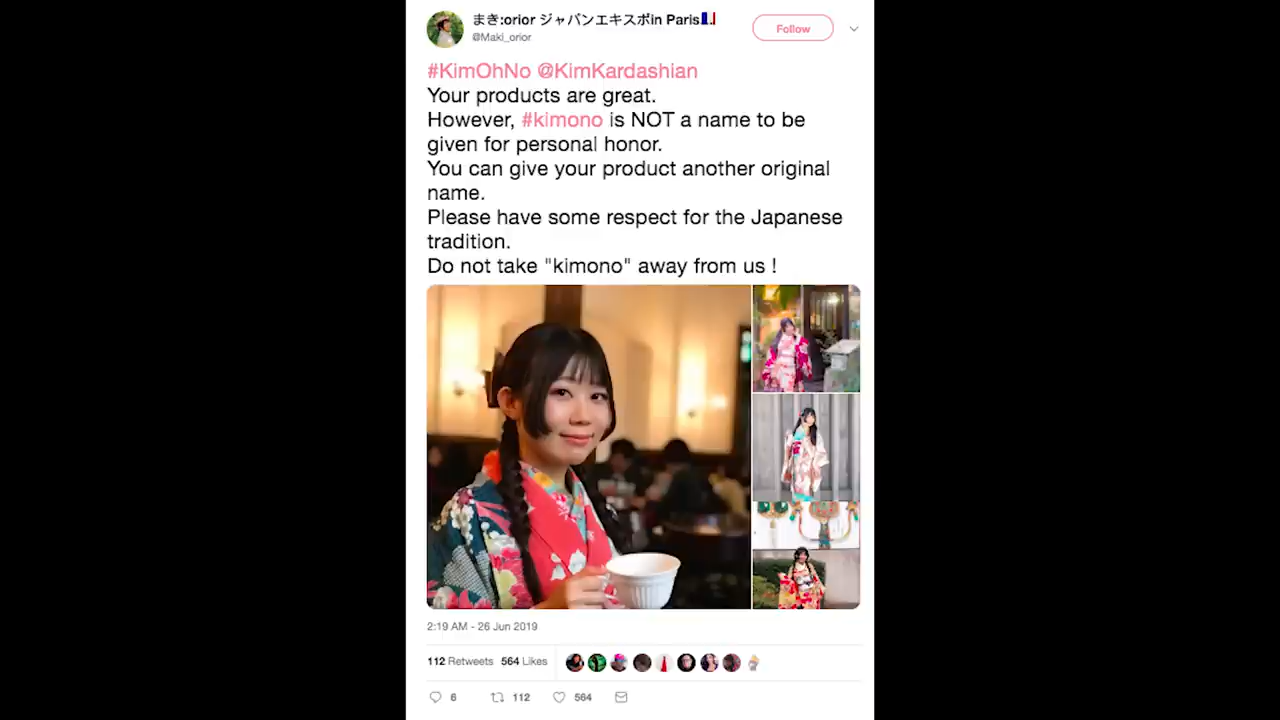 まき:orior ジャパンエキスポin Paris🇫🇷
@Maki_orior
Follow
#KimOhNo @KimKardashian
Your products are great.
However, #kimono is NOT a name to be
given for personal honor.
You can give your product another original
name.
Please have some respect for the Japanese
tradition.
Do not take "kimono" away from us !
2:19 AM - 26 Jun 2019
112 Retweets 564 Likes
6 112 564